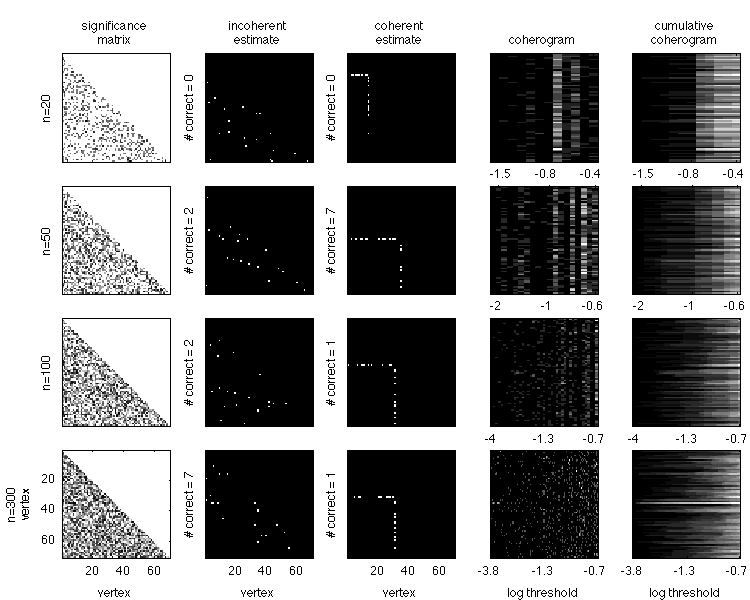 significance matrix
incoherent estimate
coherent estimate
coherogram
cumulative coherogram
n=20
# correct = 0
# correct = 0
-1.5 -0.8 -0.4
-1.5 -0.8 -0.4
n=50
# correct = 2
# correct = 7
-2 -1 -0.6
-2 -1 -0.6
n=100
# correct = 2
# correct = 1
-4 -1.3 -0.7
-4 -1.3 -0.7
n=300
vertex
20
40
60
# correct = 7
# correct = 1
20 40 60
20 40 60
20 40 60
-3.8 -1.3 -0.7
-3.8 -1.3 -0.7
vertex
vertex
vertex
log threshold
log threshold